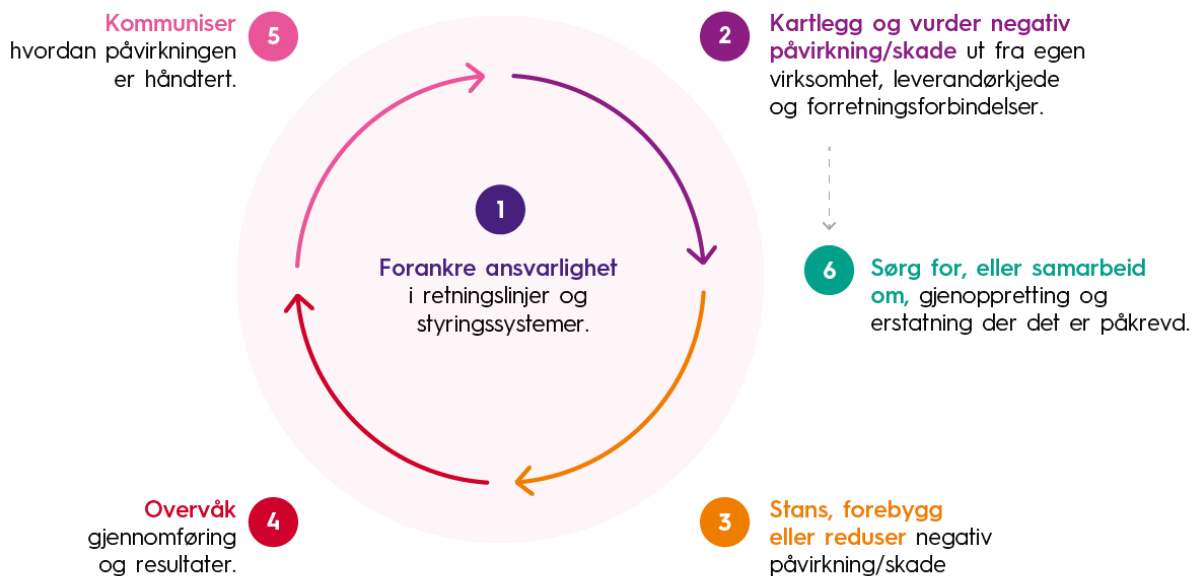 1
Forankre ansvarlighet
i retningslinjer og
styringssystemer.
2
Kartlegg og vurder negativ
påvirkning/skade ut fra egen
virksomhet, leverandørkjede
og forretningsforbindelser.
3
Stans, forebygg
eller reduser negativ
påvirkning/skade
4
Overvåk
gjennomføring
og resultater.
5
Kommuniser
hvordan påvirkningen
er håndtert.
6
Sørg for, eller samarbeid
om, gjenoppretting og
erstatning der det er påkrevd.